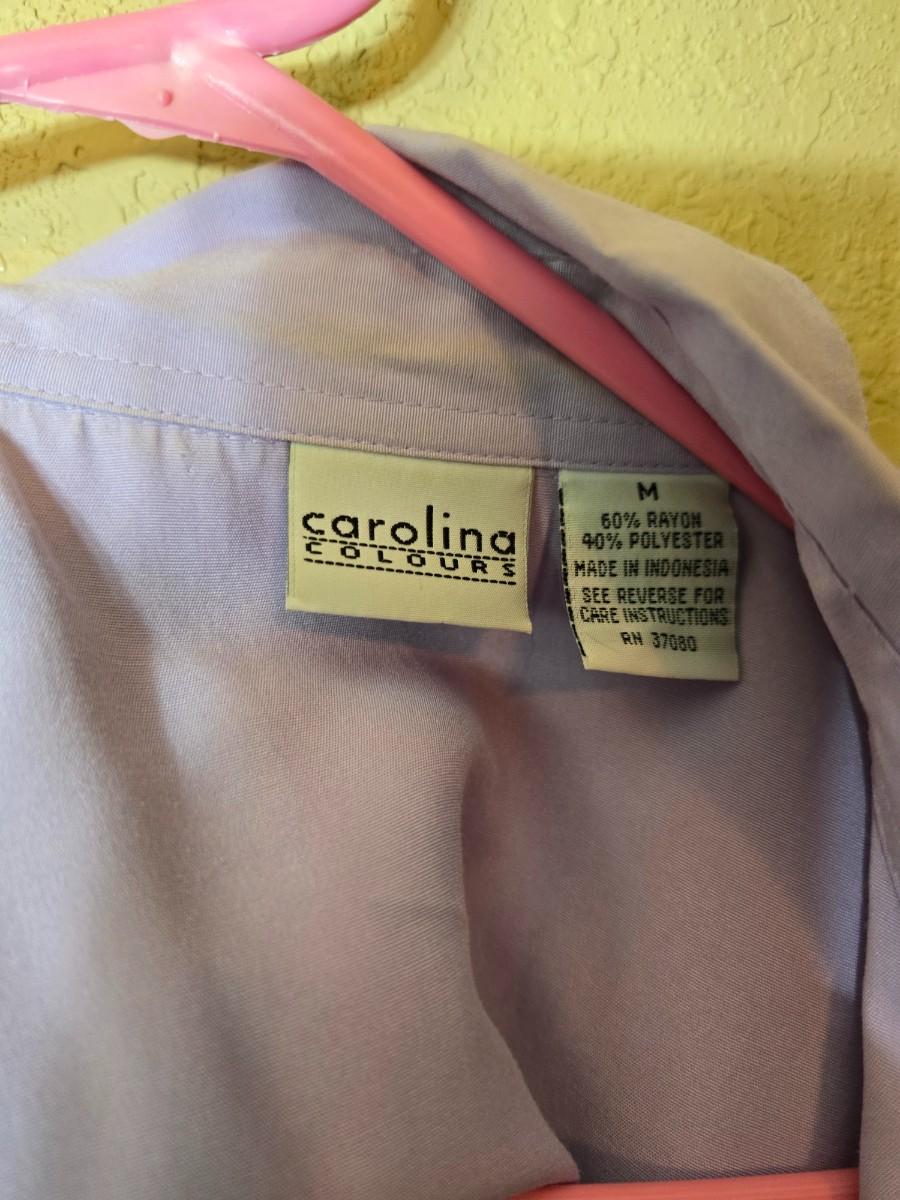 carolina
COLOURS
M
60% RAYON
40% POLYESTER
MADE IN INDONESIA
SEE REVERSE FOR
CARE INSTRUCTIONS
RN 37080